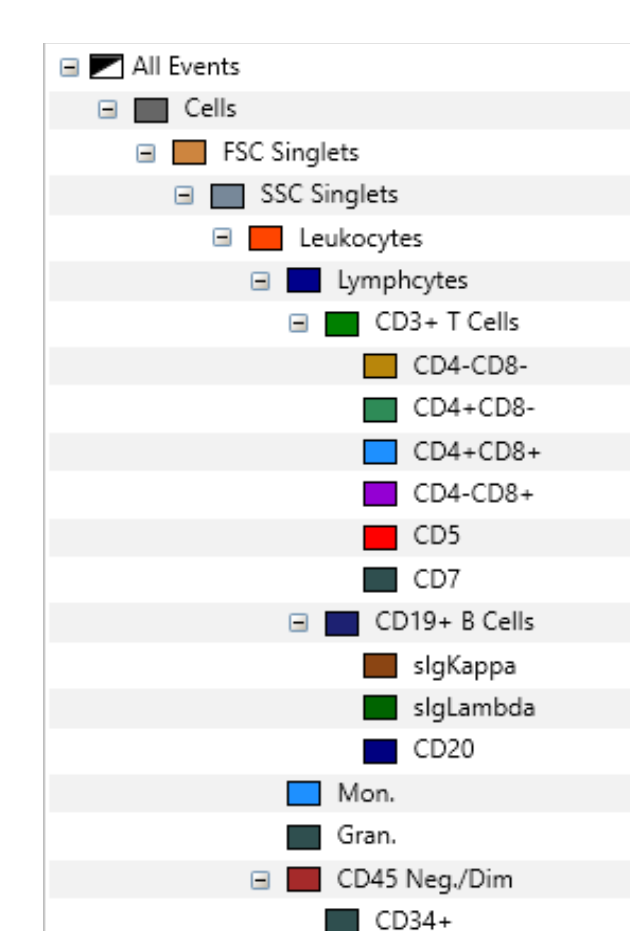 All Events
Cells
FSC Singlets
SSC Singlets
Leukocytes
Lymphcytes
CD3+ T Cells
CD4-CD8-
CD4+CD8-
CD4+CD8+
CD4-CD8+
CD5
CD7
CD19+ B Cells
sIgKappa
sIgLambda
CD20
Mon.
Gran.
CD45 Neg./Dim
CD34+